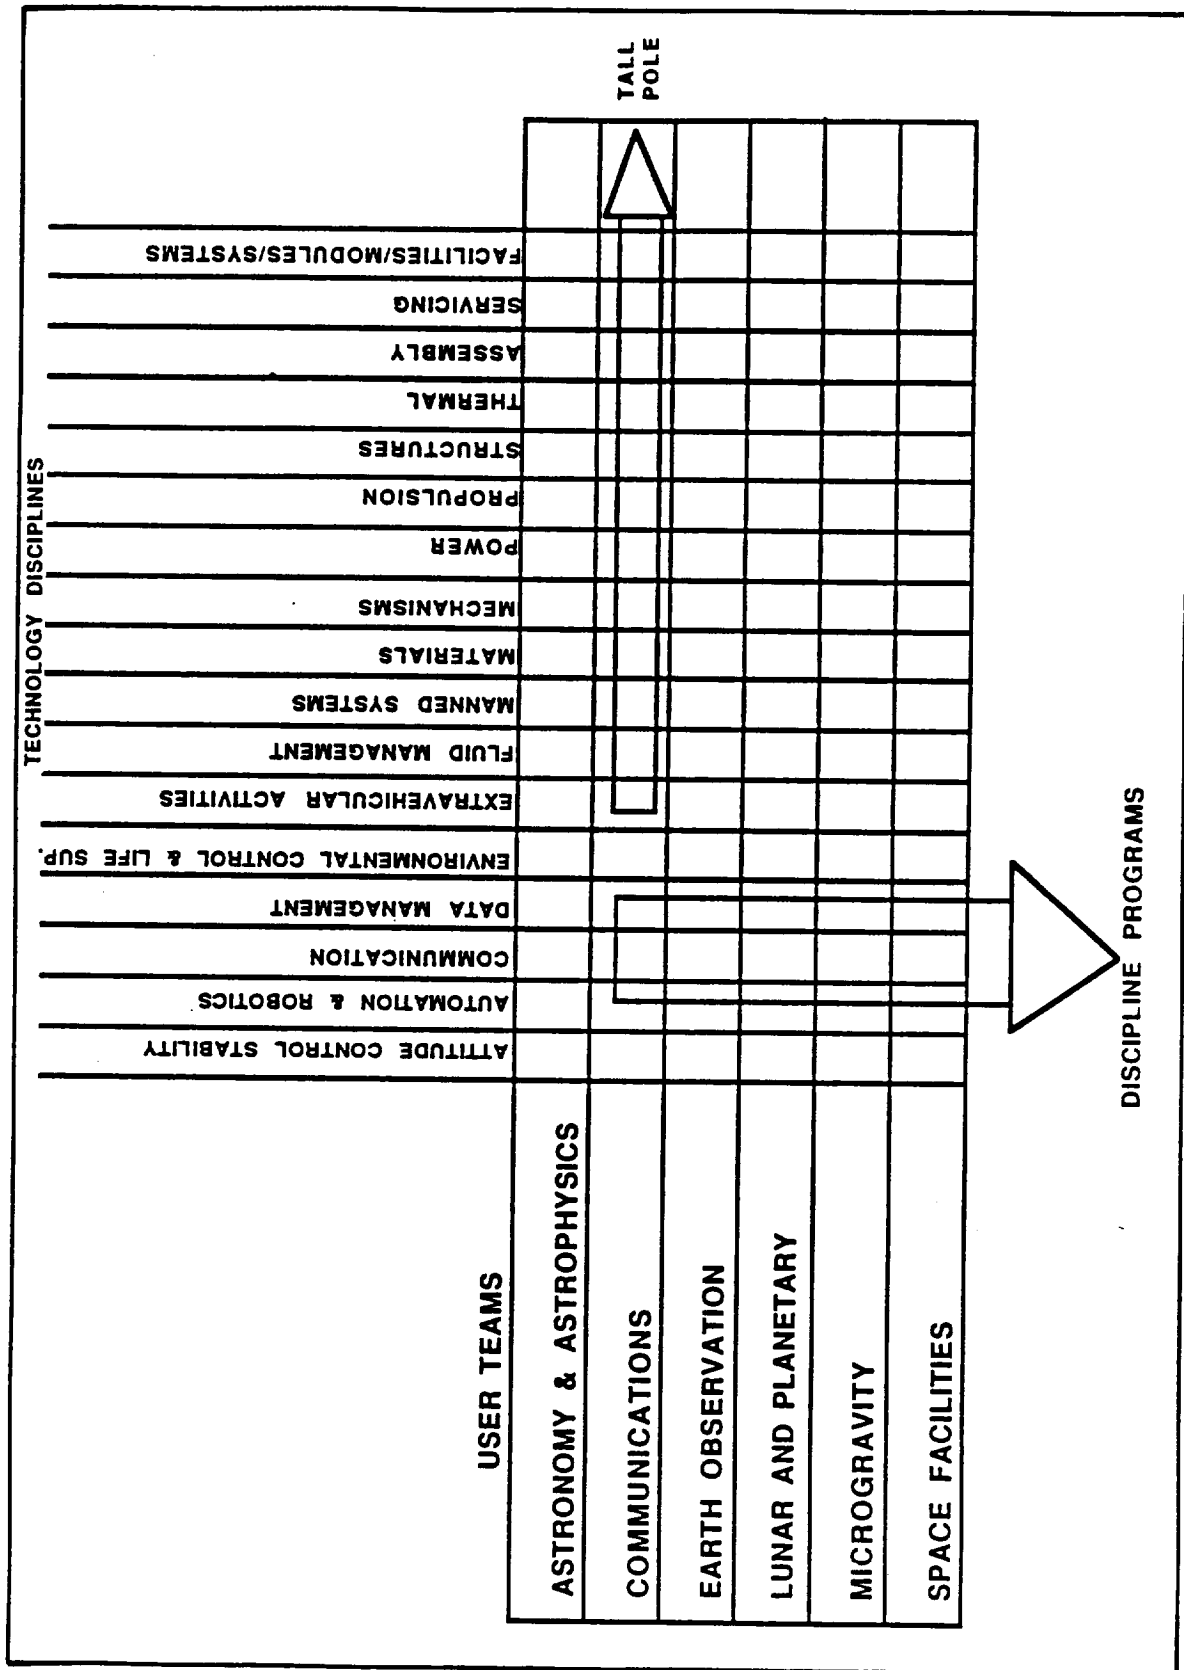 TECHNOLOGY DISCIPLINES
ATTITUDE CONTROL STABILITY
AUTOMATION & ROBOTICS
COMMUNICATION
DATA MANAGEMENT
ENVIRONMENTAL CONTROL & LIFE SUP.
EXTRAVEHICULAR ACTIVITIES
FLUID MANAGEMENT
MANNED SYSTEMS
MATERIALS
MECHANISMS
POWER
PROPULSION
STRUCTURES
THERMAL
ASSEMBLY
SERVICING
FACILITIES/MODULES/SYSTEMS
USER TEAMS
ASTRONOMY & ASTROPHYSICS
COMMUNICATIONS
EARTH OBSERVATION
LUNAR AND PLANETARY
MICROGRAVITY
SPACE FACILITIES
TALL
POLE
DISCIPLINE PROGRAMS